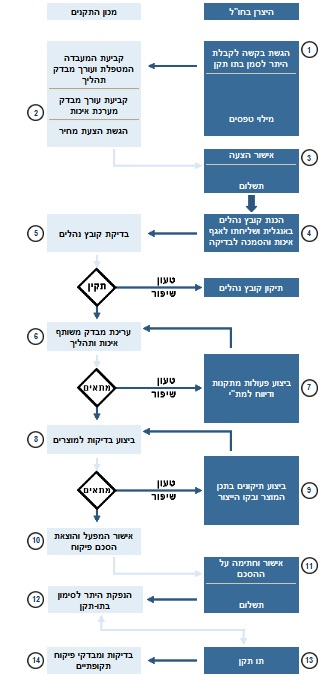 היצרן בחו"ל
מכון התקנים
1
הגשת בקשה לקבלת
היתר לסמן בתו תקן
מילוי טפסים
קביעת המעבדה
המטפלת ועורך מבדק
תהליך
קביעת עורך מבדק
מערכת איכות
הגשת הצעת מחיר
2
3
אישור הצעה
תשלום
4
הכנת קובץ נהלים
באנגלית ושליחתו לאגף
איכות והסמכה לבדיקה
בדיקת קובץ נהלים
5
תקין
טעון
שיפור
תיקון קובץ נהלים
עריכת מבדק משותף
איכות ותהליך
6
מתאים
טעון
שיפור
ביצוע פעולות מתקנות
ודיווח למת"י
7
ביצוע בדיקות למוצרים
8
מתאים
טעון
שיפור
ביצוע תיקונים בתכן
המוצר ובקו הייצור
9
אישור המפעל והוצאת
הסכם פיקוח
10
11
אישור וחתימה על
ההסכם
תשלום
הנפקת היתר לסימון
בתו-תקן
12
13
תו תקן
בדיקות ומבדקי פיקוח
תקופתיים
14